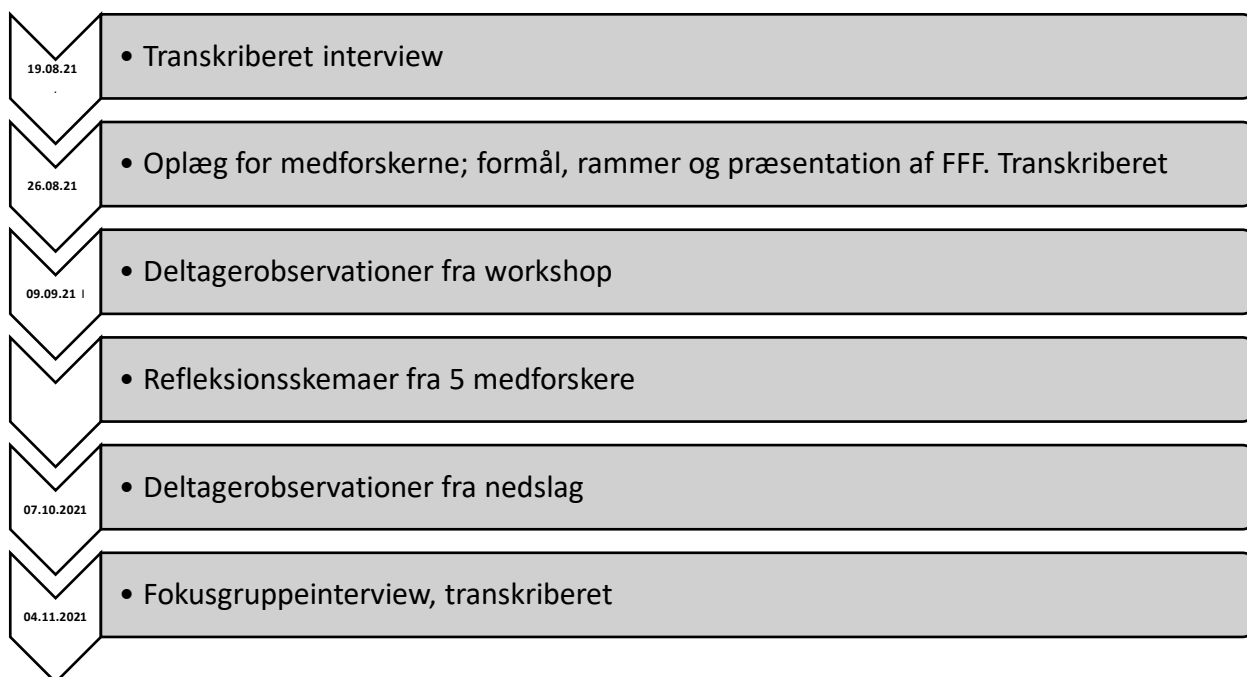 19.08.21
.
• Transkriberet interview
26.08.21
• Oplæg for medforskerne; formål, rammer og præsentation af FFF. Transkriberet
09.09.21 I
• Deltagerobservationer fra workshop
• Refleksionsskemaer fra 5 medforskere
07.10.2021
• Deltagerobservationer fra nedslag
04.11.2021
• Fokusgruppeinterview, transkriberet